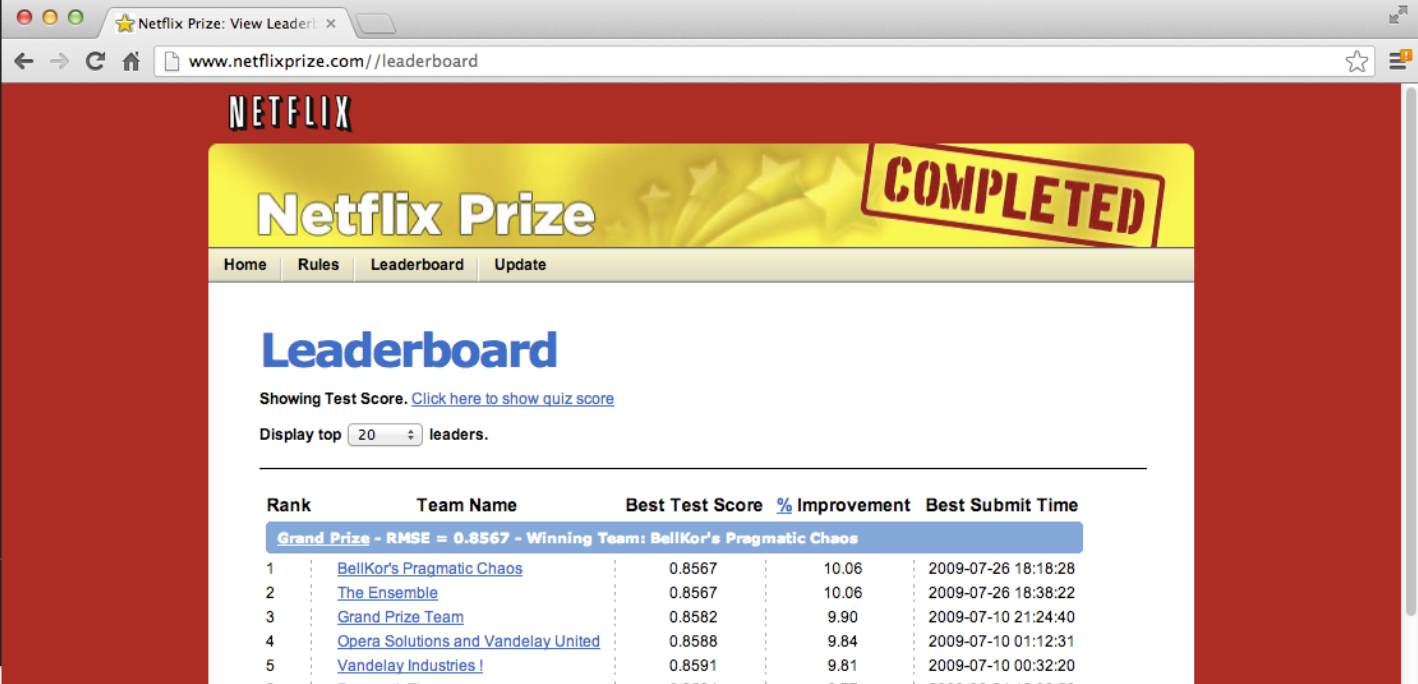 Netflix Prize: View Leader
www.netflixprize.com//leaderboard
NETFLIX
Netflix Prize
COMPLETED
Home Rules Leaderboard Update
Leaderboard
Showing Test Score. Click here to show quiz score
Display top 20 leaders.
Rank Team Name Best Test Score % Improvement Best Submit Time
Grand Prize - RMSE = 0.8567 - Winning Team: BellKor's Pragmatic Chaos
1 BellKor's Pragmatic Chaos 0.8567 10.06 2009-07-26 18:18:28
2 The Ensemble 0.8567 10.06 2009-07-26 18:38:22
3 Grand Prize Team 0.8582 9.90 2009-07-10 21:24:40
4 Opera Solutions and Vandelay United 0.8588 9.84 2009-07-10 01:12:31
5 Vandelay Industries ! 0.8591 9.81 2009-07-10 00:32:20